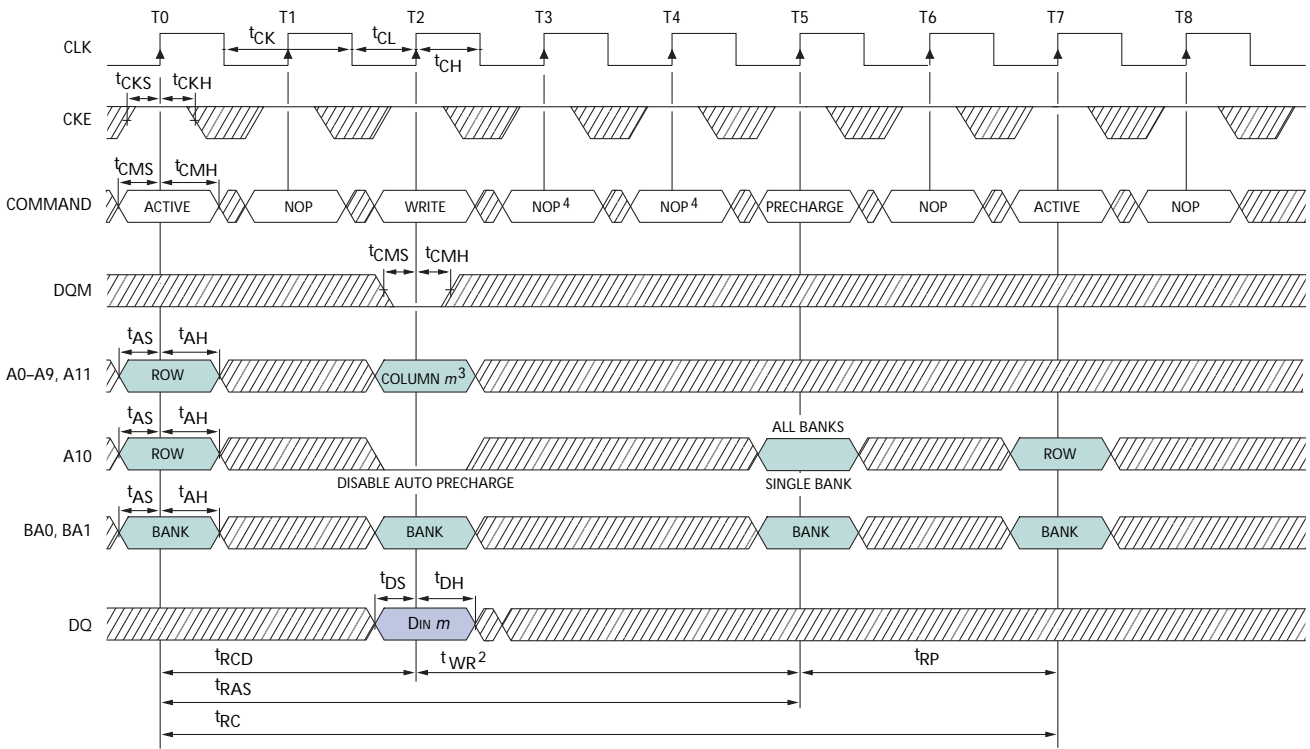 T0 T1 T2 T3 T4 T5 T6 T7 T8
CLK
tCK tCL
tCH
tCKS tCKH
CKE
tCMS tCMH
COMMAND ACTIVE NOP WRITE NOP4 NOP4 PRECHARGE NOP ACTIVE NOP
tCMS tCMH
DQM
tAS tAH
A0–A9, A11 ROW COLUMN m3
tAS tAH
ALL BANKS
A10 ROW ROW
DISABLE AUTO PRECHARGE SINGLE BANK
tAS tAH
BA0, BA1 BANK BANK BANK BANK
tDS tDH
DQ DIN m
tRCD tWR2 tRP
tRAS
tRC